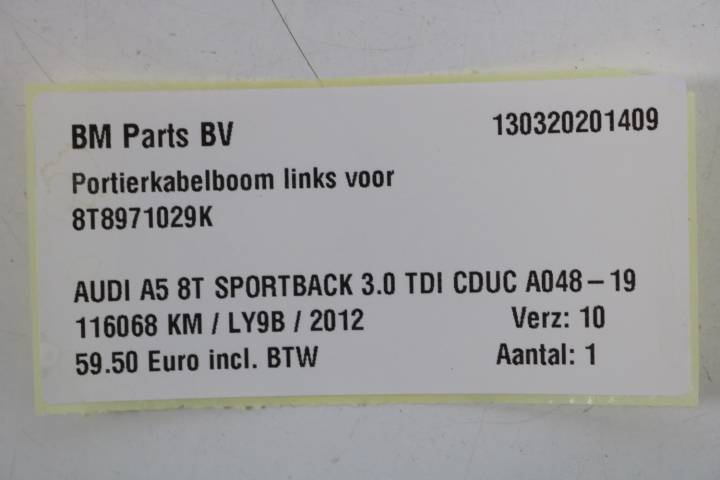 BM Parts BV 130320201409
Portierkabelboom links voor
8T8971029K
AUDI A5 8T SPORTBACK 3.0 TDI CDUC A048 – 19
116068 KM / LY9B / 2012 Verz: 10
59.50 Euro incl. BTW Aantal: 1